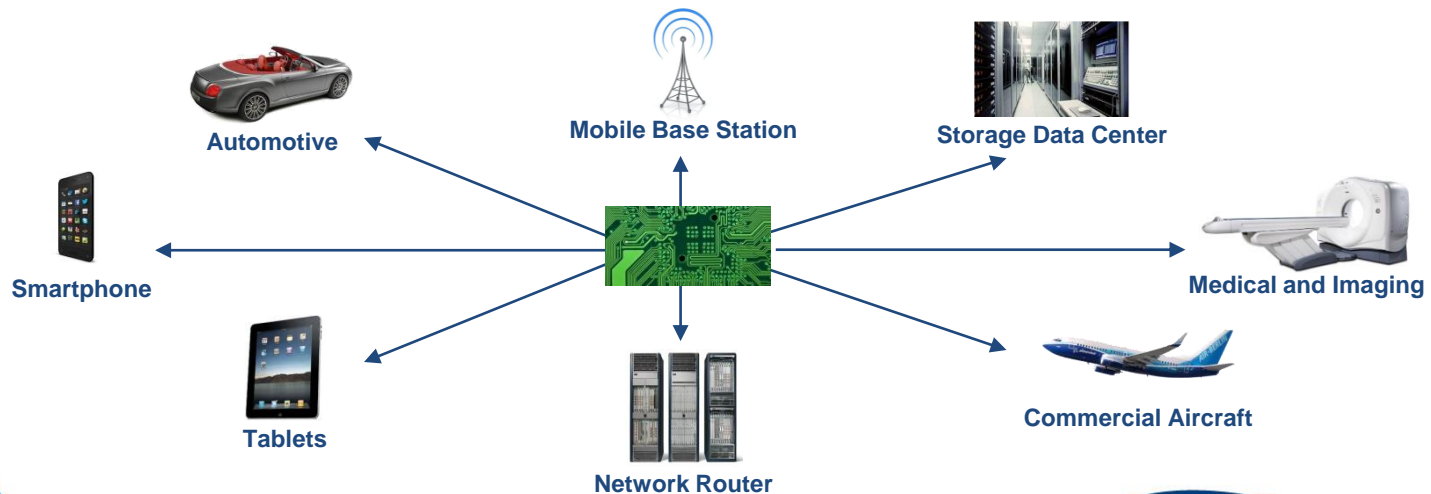 Mobile Base Station
Automotive
Storage Data Center
Smartphone
Medical and Imaging
Tablets
Commercial Aircraft
Network Router